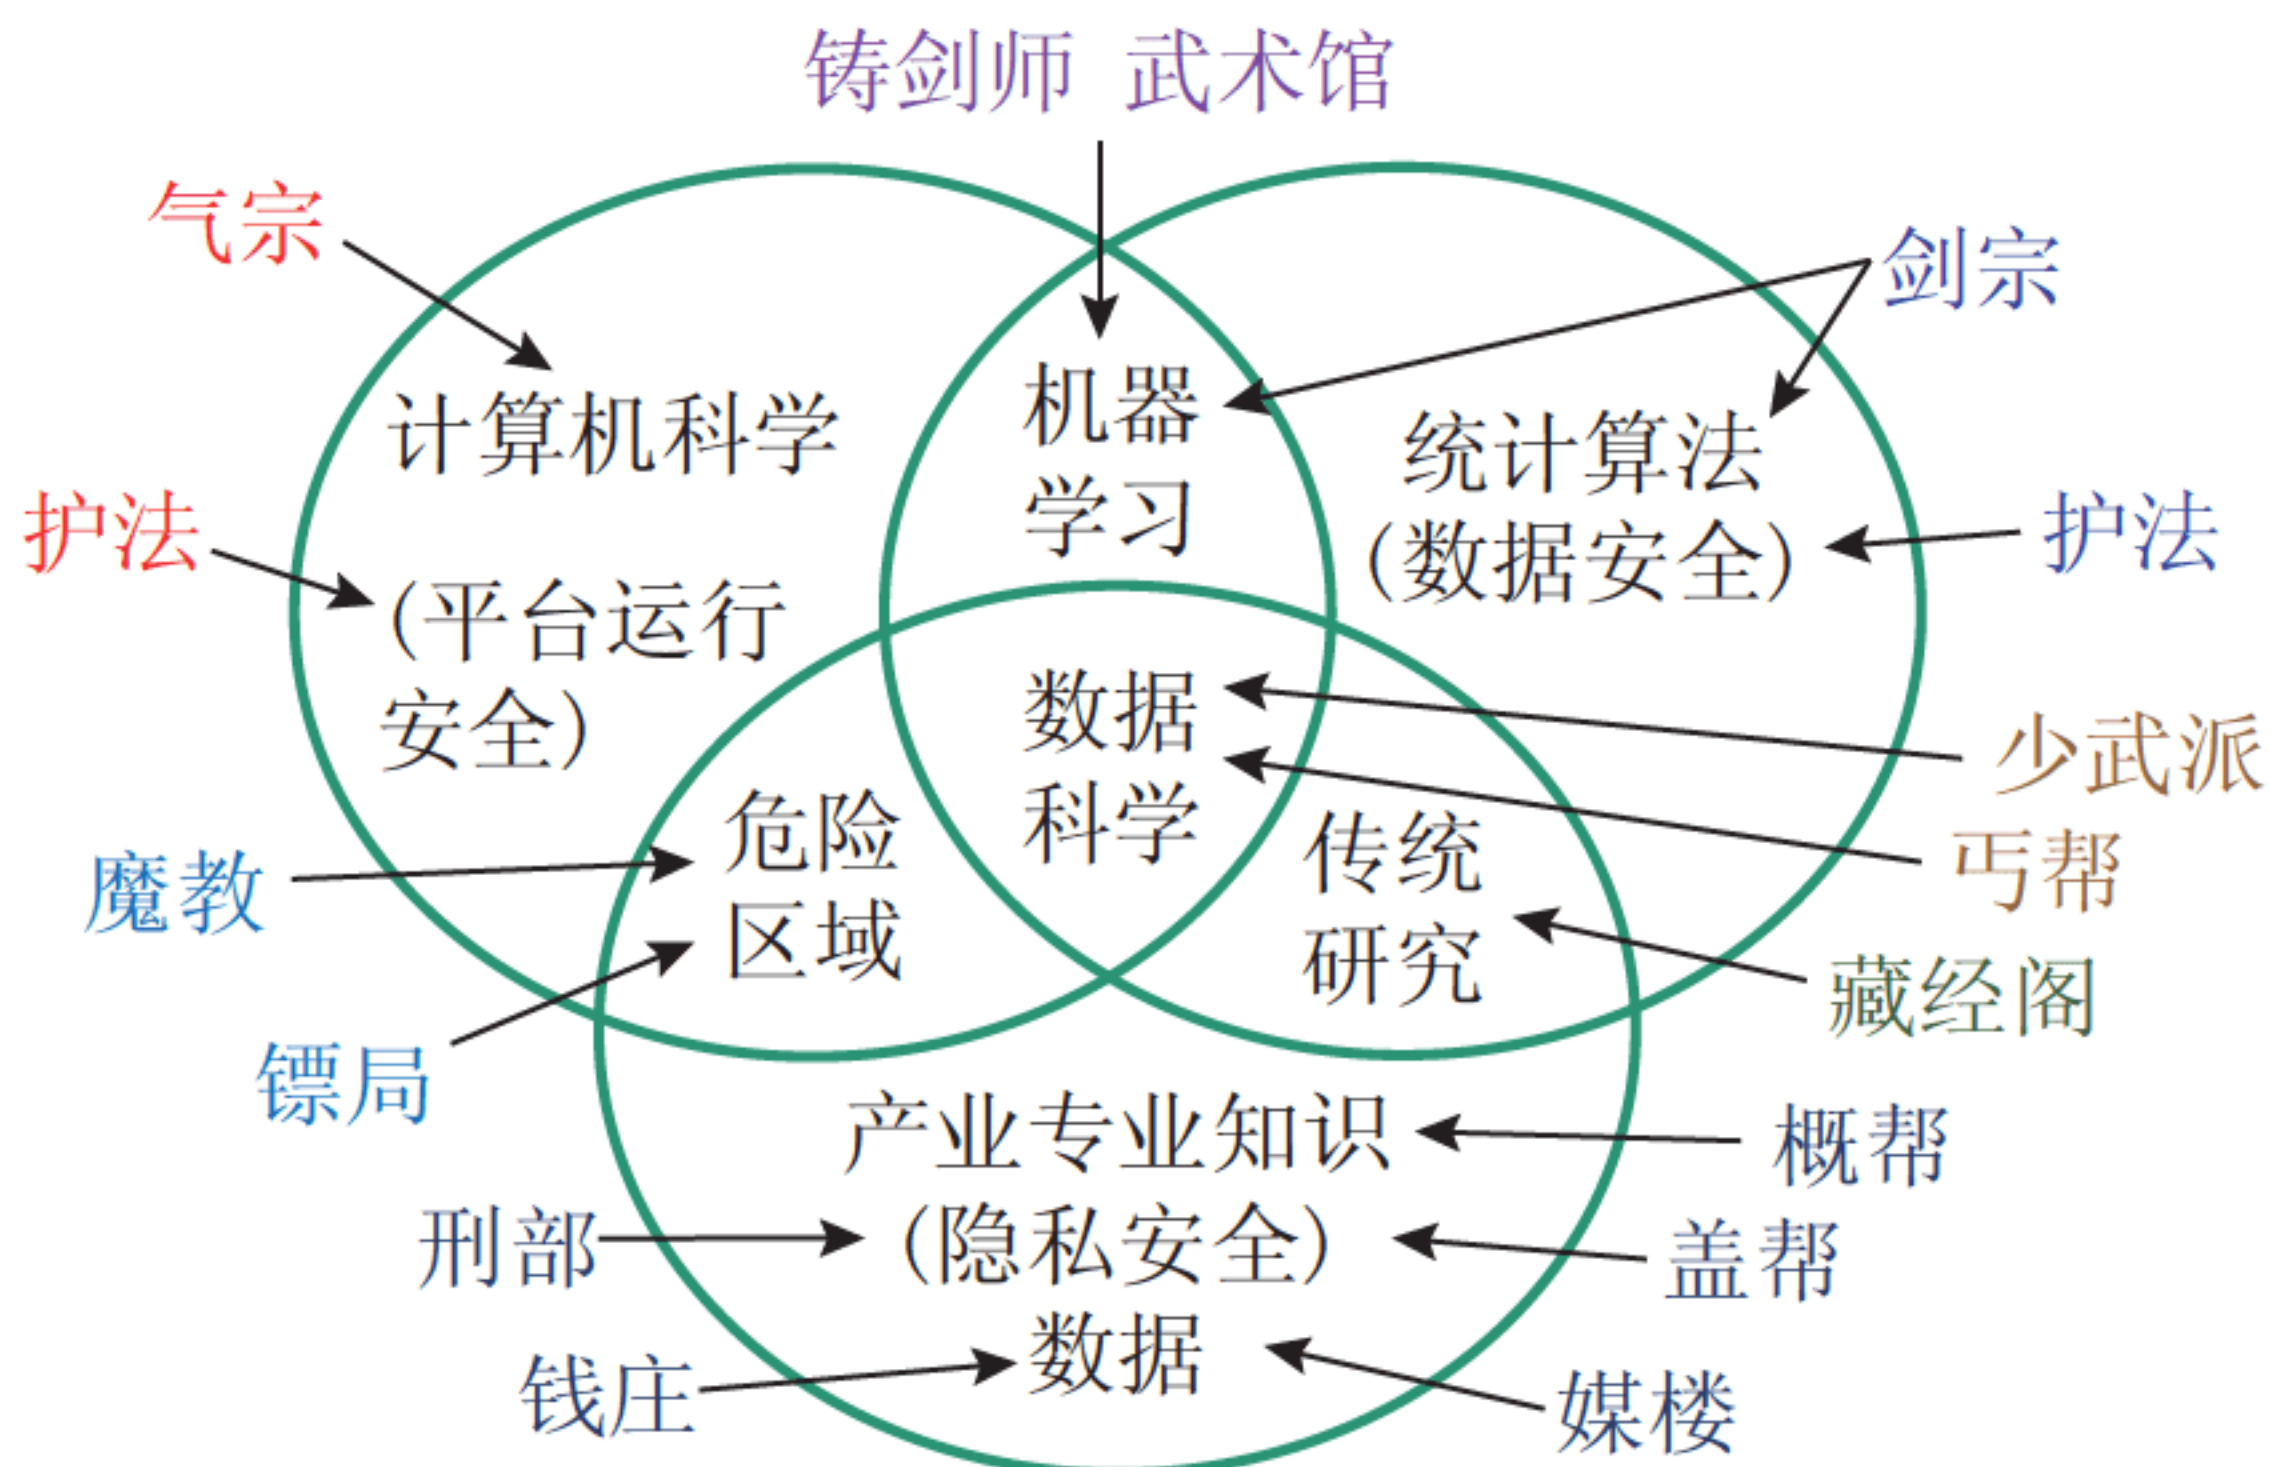 铸剑师 武术馆
气宗
剑宗
计算机科学
机器
学习
统计算法
(数据安全)
护法
护法
(平台运行
安全)
数据
科学
少武派
丐帮
危险
区域
传统
研究
魔教
藏经阁
镖局
产业专业知识
概帮
刑部
(隐私安全)
盖帮
数据
钱庄
媒楼